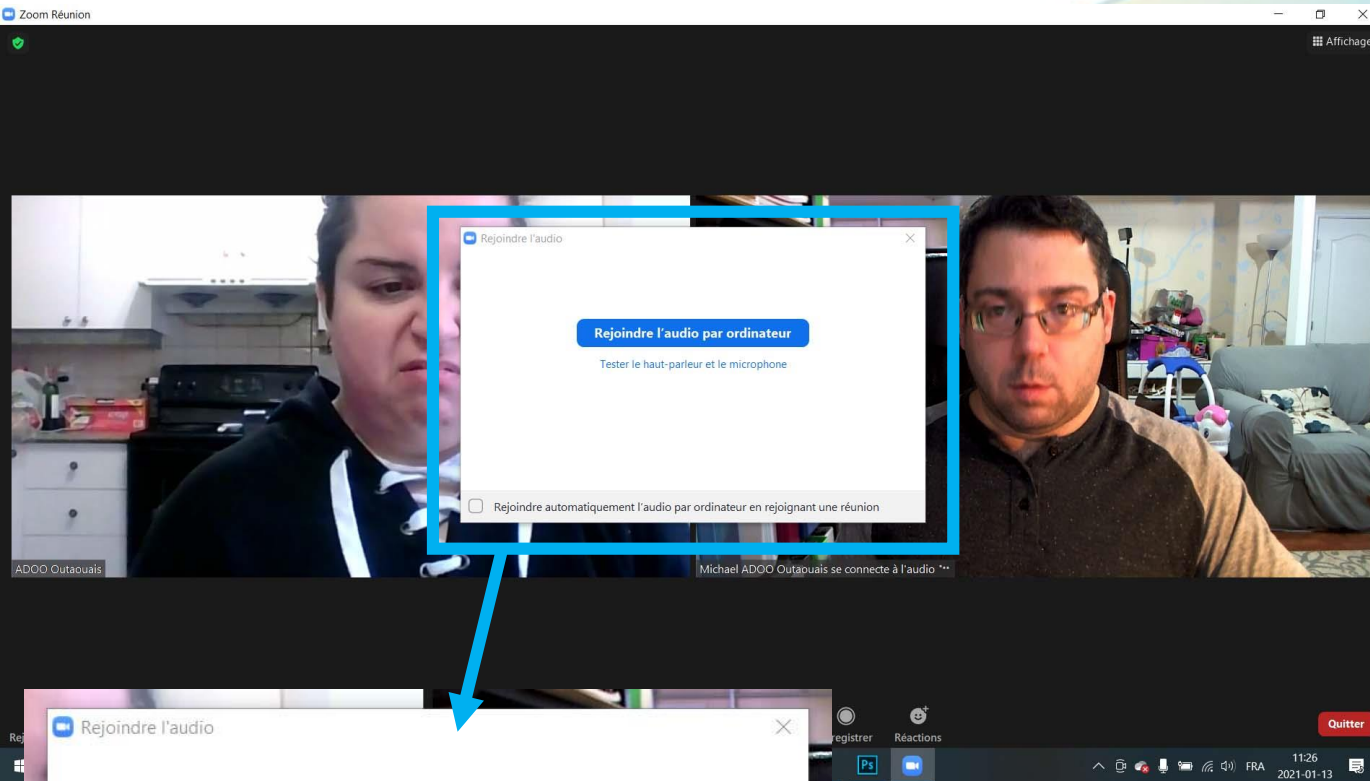 Zoom Réunion
Affichage
Rejoindre l'audio
Rejoindre l'audio par ordinateur
Tester le haut-parleur et le microphone
Rejoindre automatiquement l'audio par ordinateur en rejoignant une réunion
ADOO Outaouais
Michael ADOO Outaouais se connecte à l'audio
Rejoindre l'audio
registrer
Réactions
Quitter
Ps
FRA
11:26
2021-01-13